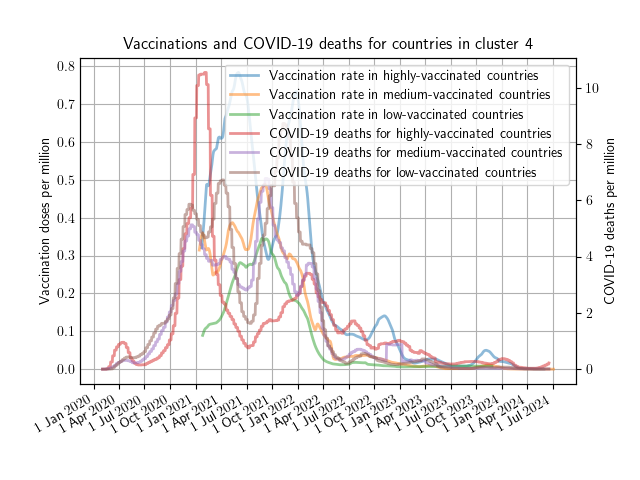 Vaccinations and COVID-19 deaths for countries in cluster 4
Vaccination rate in highly-vaccinated countries
Vaccination rate in medium-vaccinated countries
Vaccination rate in low-vaccinated countries
COVID-19 deaths for highly-vaccinated countries
COVID-19 deaths for medium-vaccinated countries
COVID-19 deaths for low-vaccinated countries
Vaccination doses per million
0.8
0.7
0.6
0.5
0.4
0.3
0.2
0.1
0.0
COVID-19 deaths per million
10
8
6
4
2
0
1 Jan 2020
1 Apr 2020
1 Jul 2020
1 Oct 2020
1 Jan 2021
1 Apr 2021
1 Jul 2021
1 Oct 2021
1 Jan 2022
1 Apr 2022
1 Jul 2022
1 Oct 2022
1 Jan 2023
1 Apr 2023
1 Jul 2023
1 Oct 2023
1 Jan 2024
1 Apr 2024
1 Jul 2024